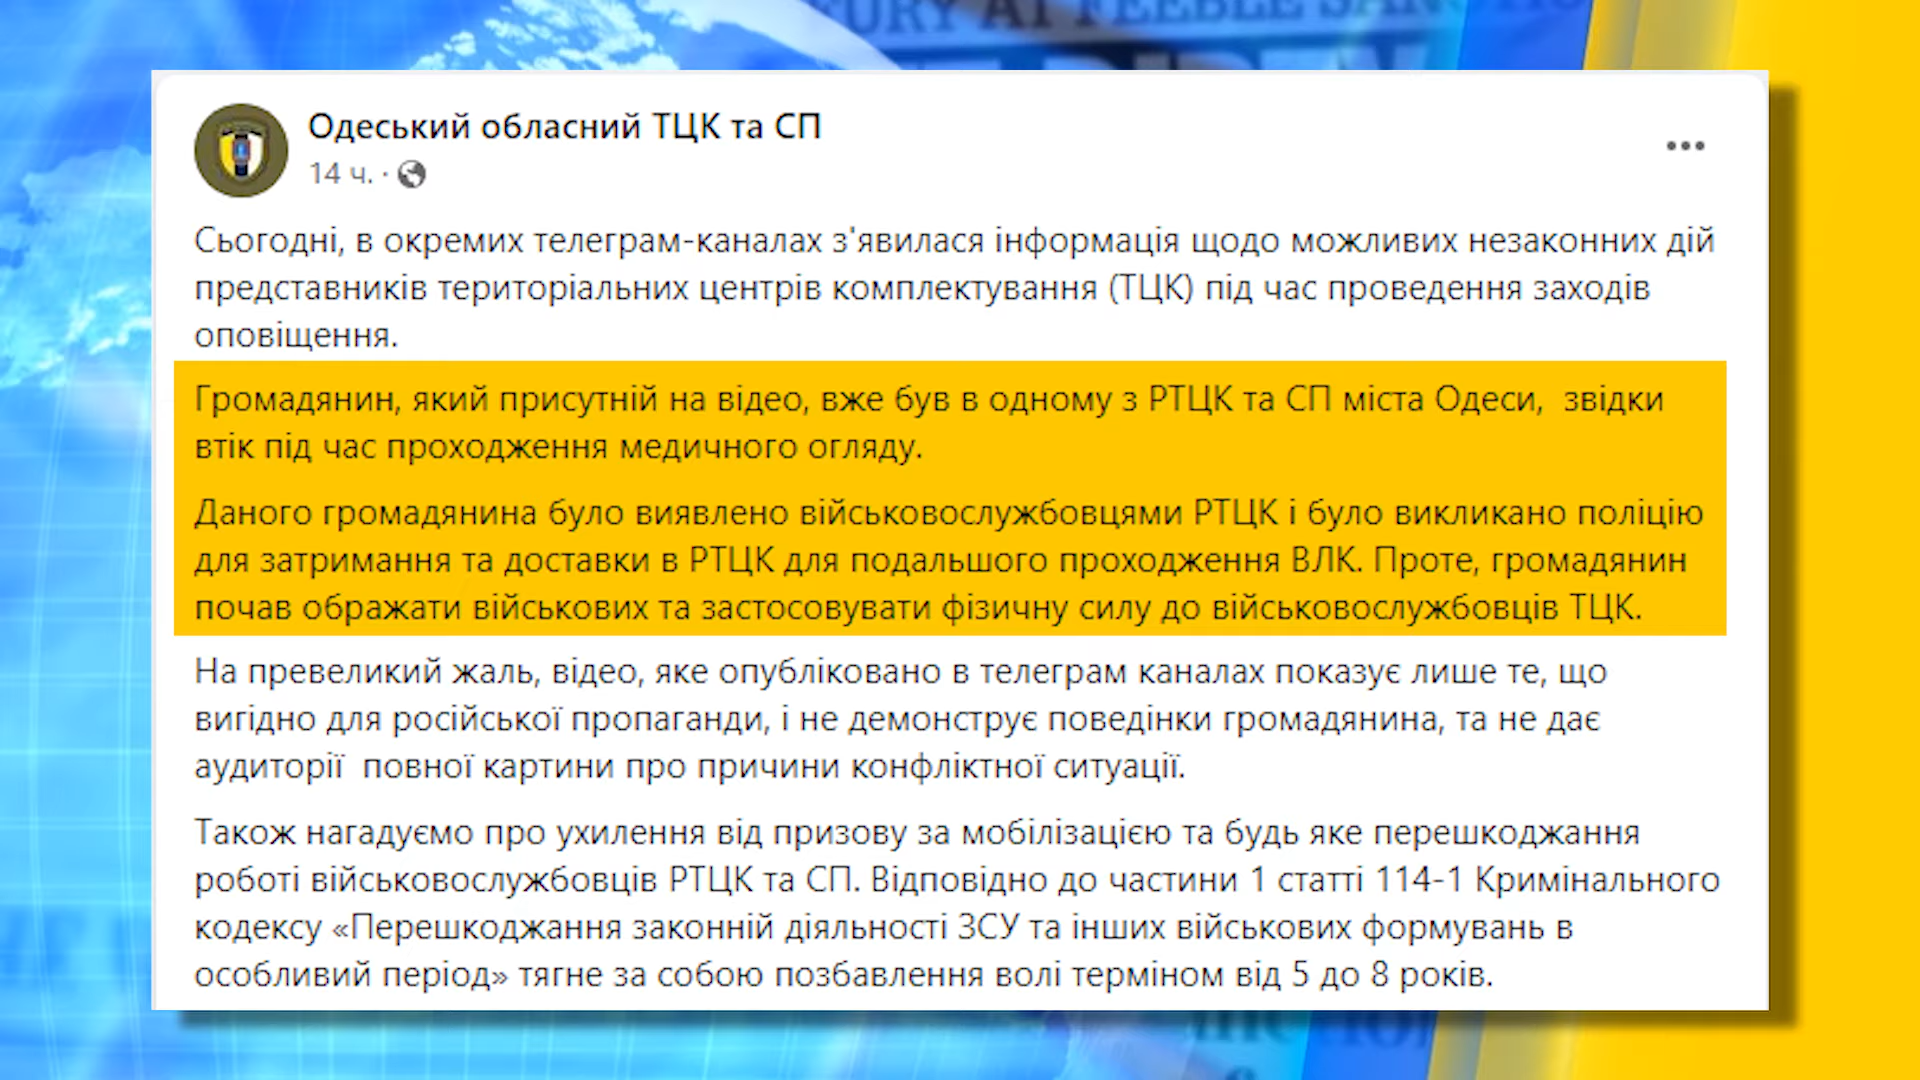 FURY AT FEEBLE
Одеський обласний ТЦК та СП
14 ч. ·
Сьогодні, в окремих телеграм-каналах з'явилася інформація щодо можливих незаконних дій
представників територіальних центрів комплектування (ТЦК) під час проведення заходів
оповіщення.
Громадянин, який присутній на відео, вже був в одному з РТЦК та СП міста Одеси,  звідки
втік під час проходження медичного огляду.
Даного громадянина було виявлено військовослужбовцями РТЦК і було викликано поліцію
для затримання та доставки в РТЦК для подальшого проходження ВЛК. Проте, громадянин
почав ображати військових та застосовувати фізичну силу до військовослужбовців ТЦК.
На превеликий жаль, відео, яке опубліковано в телеграм каналах показує лише те, що
вигідно для російської пропаганди, і не демонструє поведінки громадянина, та не дає
аудиторії  повної картини про причини конфліктної ситуації.
Також нагадуємо про ухилення від призову за мобілізацією та будь яке перешкоджання
роботі військовослужбовців РТЦК та СП. Відповідно до частини 1 статті 114-1 Кримінального
кодексу «Перешкоджання законній діяльності ЗСУ та інших військових формувань в
особливий період» тягне за собою позбавлення волі терміном від 5 до 8 років.